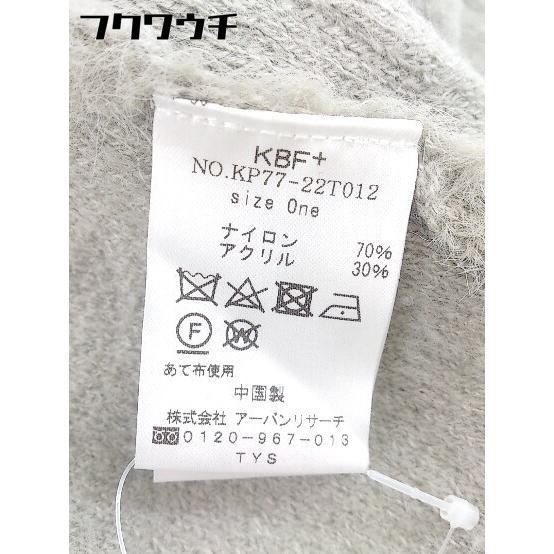 フクワウチ
KBF+
NO.KP77-22T012
size One
ナイロン 70%
アクリル 30%
F W
あて布使用
中国製
株式会社 アーバンリサーチ
0120-967-013
TYS